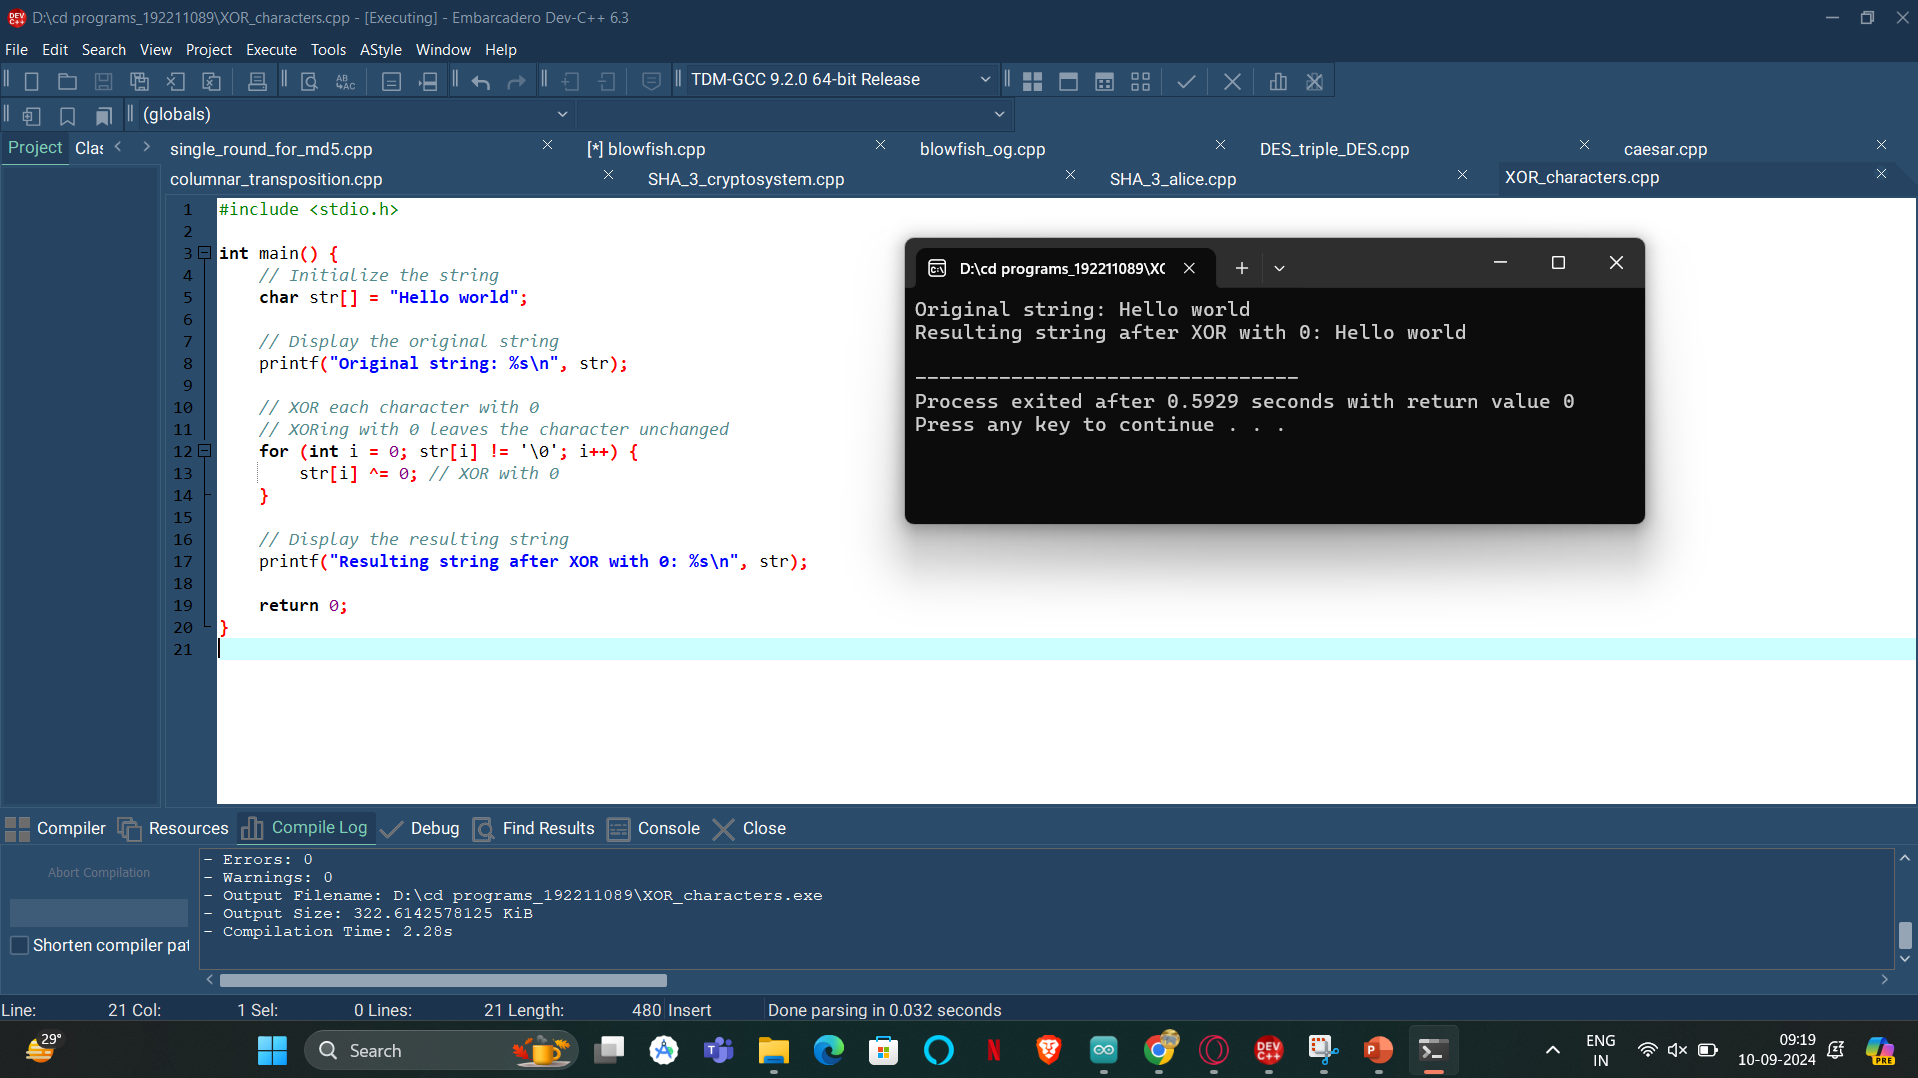 D:\cd programs_192211089\XOR_characters.cpp - [Executing] - Embarcadero Dev-C++ 6.3
File Edit Search View Project Execute Tools AStyle Window Help
TDM-GCC 9.2.0 64-bit Release
(globals)
Project Clas
single_round_for_md5.cpp [*] blowfish.cpp blowfish_og.cpp DES_triple_DES.cpp caesar.cpp
columnar_transposition.cpp SHA_3_cryptosystem.cpp SHA_3_alice.cpp XOR_characters.cpp
1 #include <stdio.h>
2
3 int main() {
4 // Initialize the string
5 char str[] = "Hello world";
6
7 // Display the original string
8 printf("Original string: %s\n", str);
9
10 // XOR each character with 0
11 // XORing with 0 leaves the character unchanged
12 for (int i = 0; str[i] != '\0'; i++) {
13 str[i] ^= 0; // XOR with 0
14 }
15
16 // Display the resulting string
17 printf("Resulting string after XOR with 0: %s\n", str);
18
19 return 0;
20 }
21
D:\cd programs_192211089\XC
Original string: Hello world
Resulting string after XOR with 0: Hello world
--------------------------------
Process exited after 0.5929 seconds with return value 0
Press any key to continue . . .
Compiler Resources Compile Log Debug Find Results Console Close
Abort Compilation
Shorten compiler pat
- Errors: 0
- Warnings: 0
- Output Filename: D:\cd programs_192211089\XOR_characters.exe
- Output Size: 322.6142578125 KiB
- Compilation Time: 2.28s
Line: 21 Col: 1 Sel: 0 Lines: 21 Length: 480 Insert Done parsing in 0.032 seconds
29°
Search
ENG
IN
09:19
10-09-2024
PRE